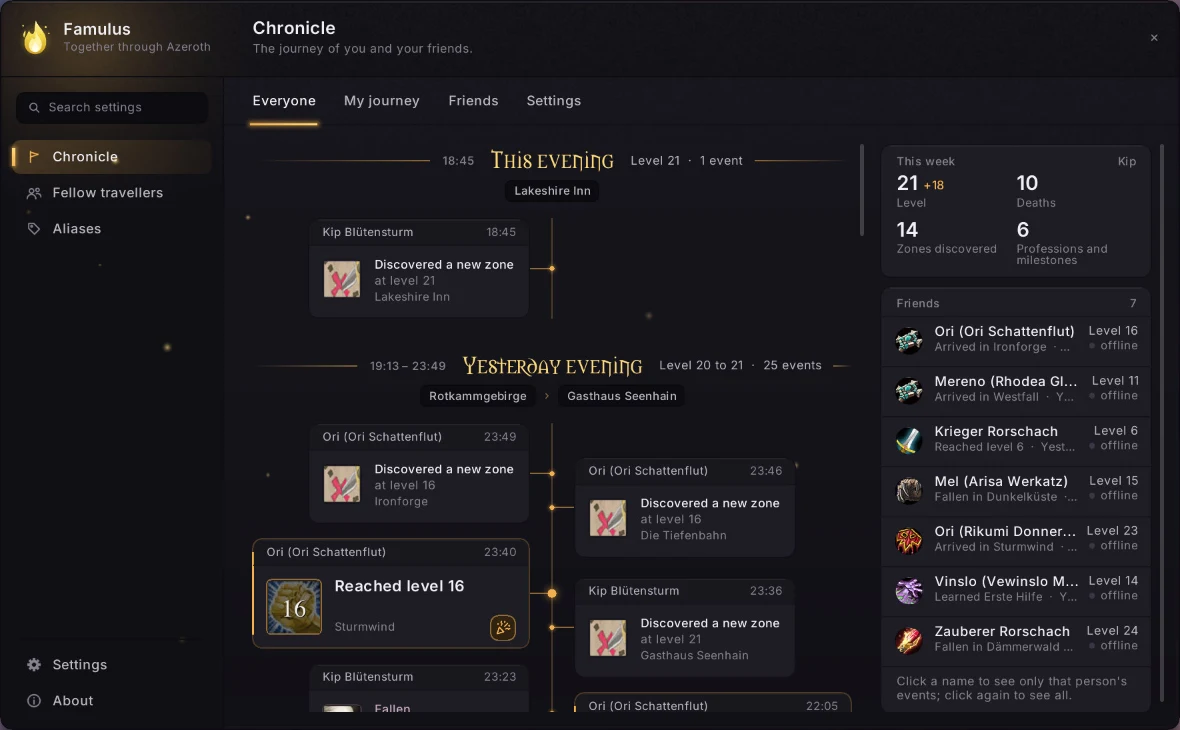 Famulus
Together through Azeroth
Chronicle
The journey of you and your friends.
×
Search settings
Chronicle
Fellow travellers
Aliases
Settings
About
Everyone
My journey
Friends
Settings
18:45 This evening Level 21 · 1 event
Lakeshire Inn
Kip Blütensturm 18:45
Discovered a new zone
at level 21
Lakeshire Inn
19:13 – 23:49 Yesterday evening Level 20 to 21 · 25 events
Rotkammgebirge › Gasthaus Seenhain
Ori (Ori Schattenflut) 23:49
Discovered a new zone
at level 16
Ironforge
Ori (Ori Schattenflut) 23:46
Discovered a new zone
at level 16
Die Tiefenbahn
Ori (Ori Schattenflut) 23:40
16
Reached level 16
Sturmwind
Kip Blütensturm 23:36
Discovered a new zone
at level 21
Gasthaus Seenhain
Kip Blütensturm 23:23
Fallen
Ori (Ori Schattenflut) 22:05
This week Kip
21 +18
Level
10
Deaths
14
Zones discovered
6
Professions and
milestones
Friends 7
Ori (Ori Schattenflut) Level 16
Arrived in Ironforge · ... offline
Mereno (Rhodea Gl... Level 11
Arrived in Westfall · Y... offline
Krieger Rorschach Level 6
Reached level 6 · Yest... offline
Mel (Arisa Werkatz) Level 15
Fallen in Dunkelküste ·... offline
Ori (Rikumi Donner... Level 23
Arrived in Sturmwind · ... offline
Vinslo (Vewinslo M... Level 14
Learned Erste Hilfe · Y... offline
Zauberer Rorschach Level 24
Fallen in Dämmerwald ... offline
Click a name to see only that person's
events; click again to see all.